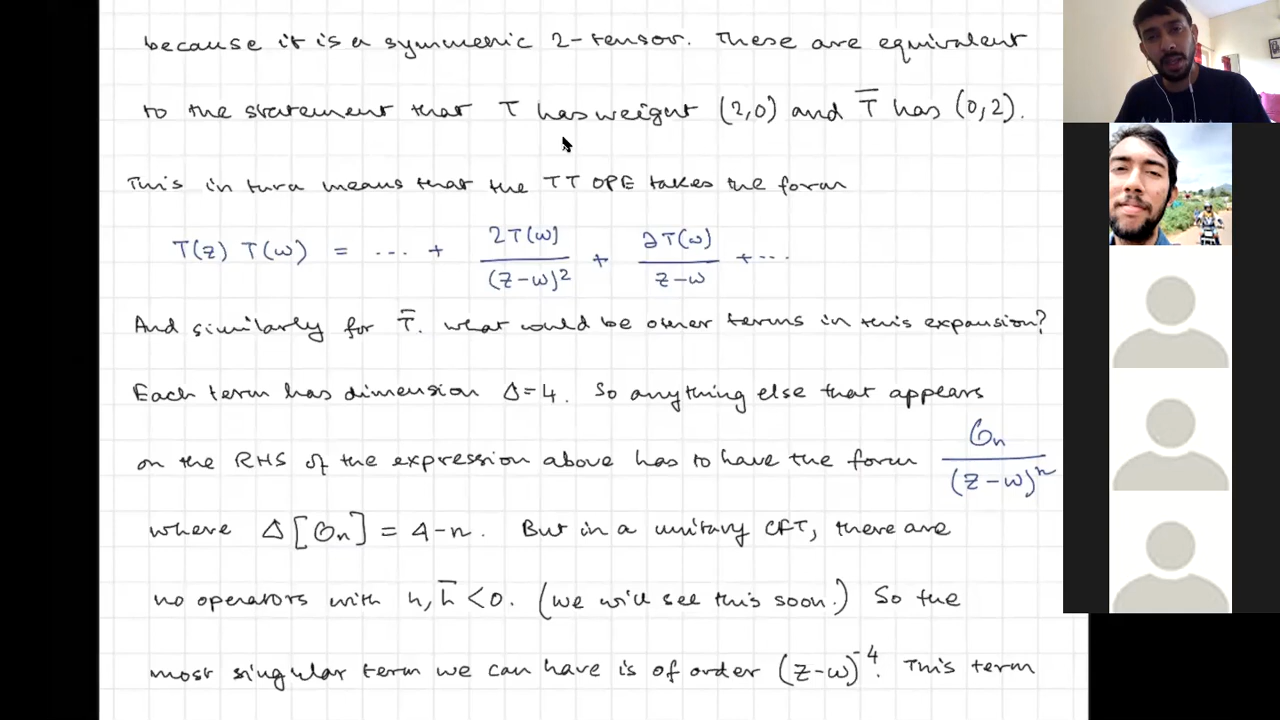 because it is a symmetric 2-tensor. These are equivalent
to the statement that T has weight (2,0) and T̅ has (0,2).
This in turn means that the TT OPE takes the form
T(z) T(w) = ... + 2T(w)/(z-w)² + ∂T(w)/z-w + ...
And similarly for T̅. What would be other terms in this expansion?
Each term has dimension Δ=4. So anything else that appears
on the RHS of the expression above has to have the form 𝒪n/(z-w)ⁿ
where Δ[𝒪n] = 4-n. But in a unitary CFT, there are
no operators with h, h̅ <0. (We will see this soon.) So the
most singular term we can have is of order (z-w)⁻⁴. This term